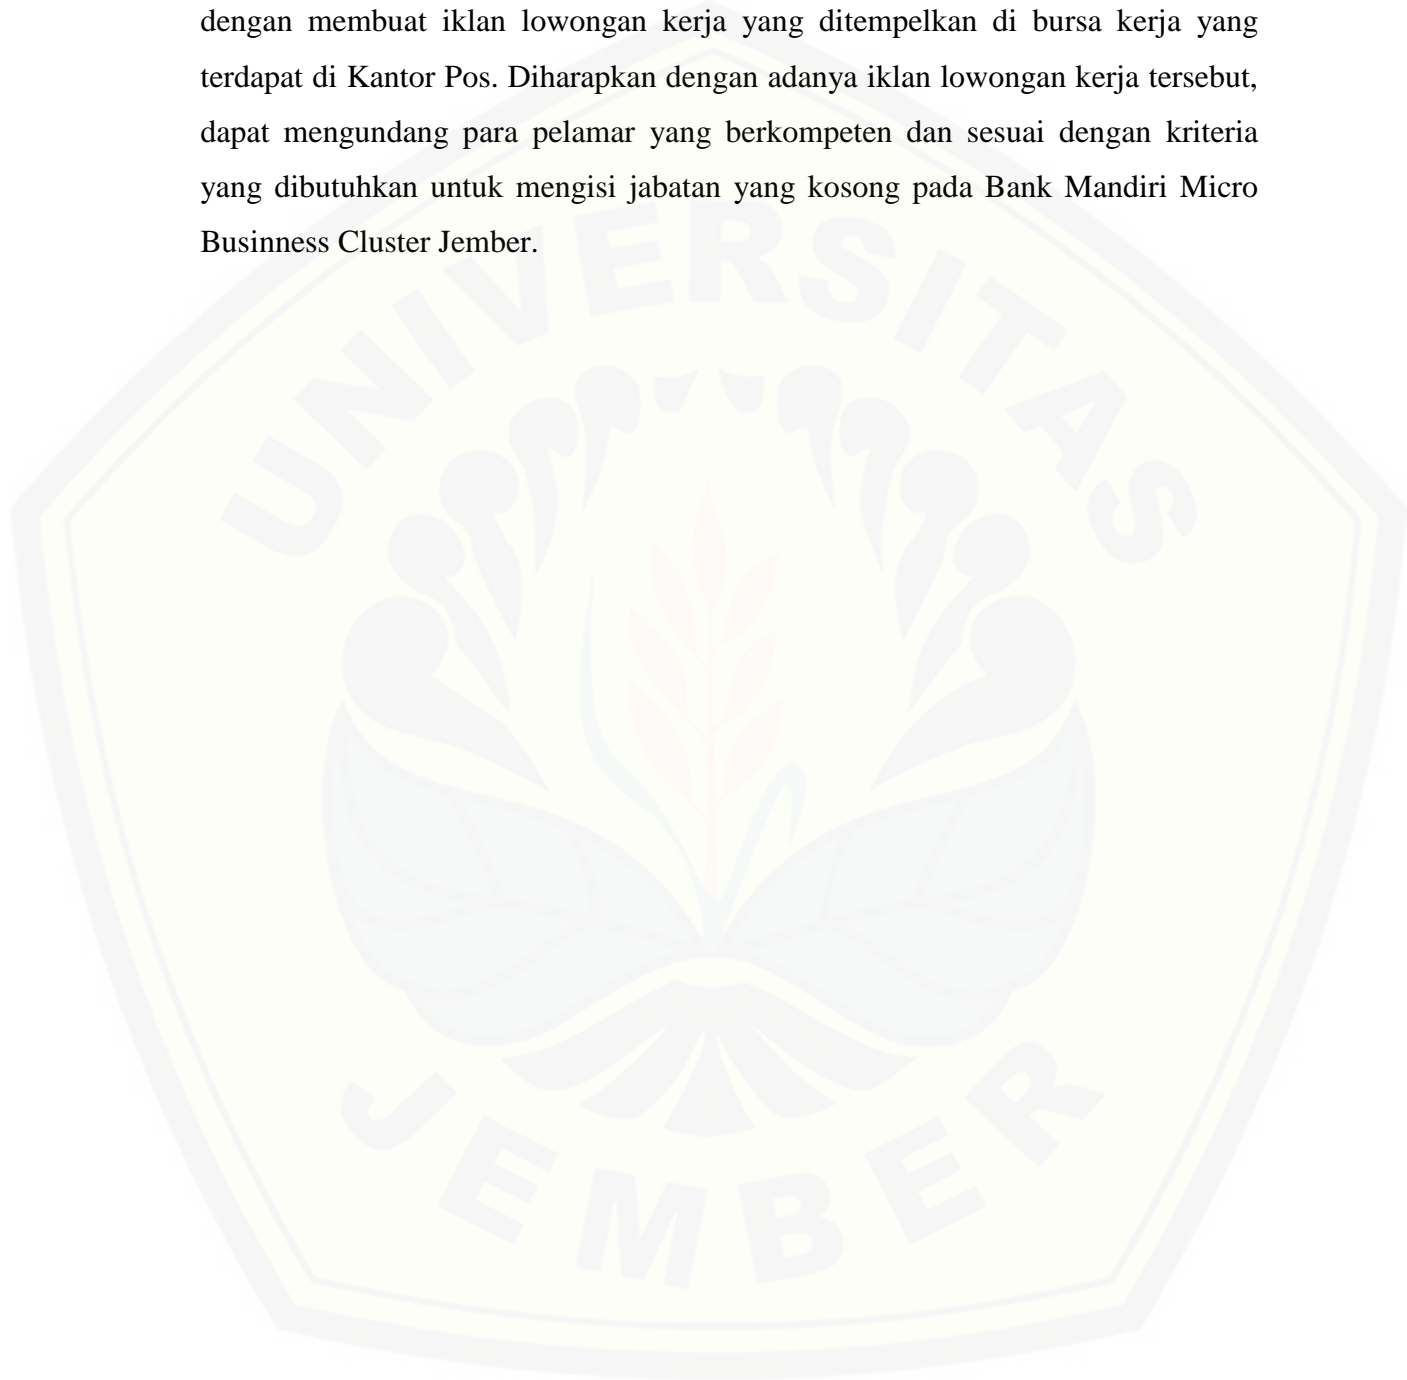 dengan membuat iklan lowongan kerja yang ditempelkan di bursa kerja yang
terdapat di Kantor Pos. Diharapkan dengan adanya iklan lowongan kerja tersebut,
dapat mengundang para pelamar yang berkompeten dan sesuai dengan kriteria
yang dibutuhkan untuk mengisi jabatan yang kosong pada Bank Mandiri Micro
Businness Cluster Jember.
UNIVERSITAS
JEMBER